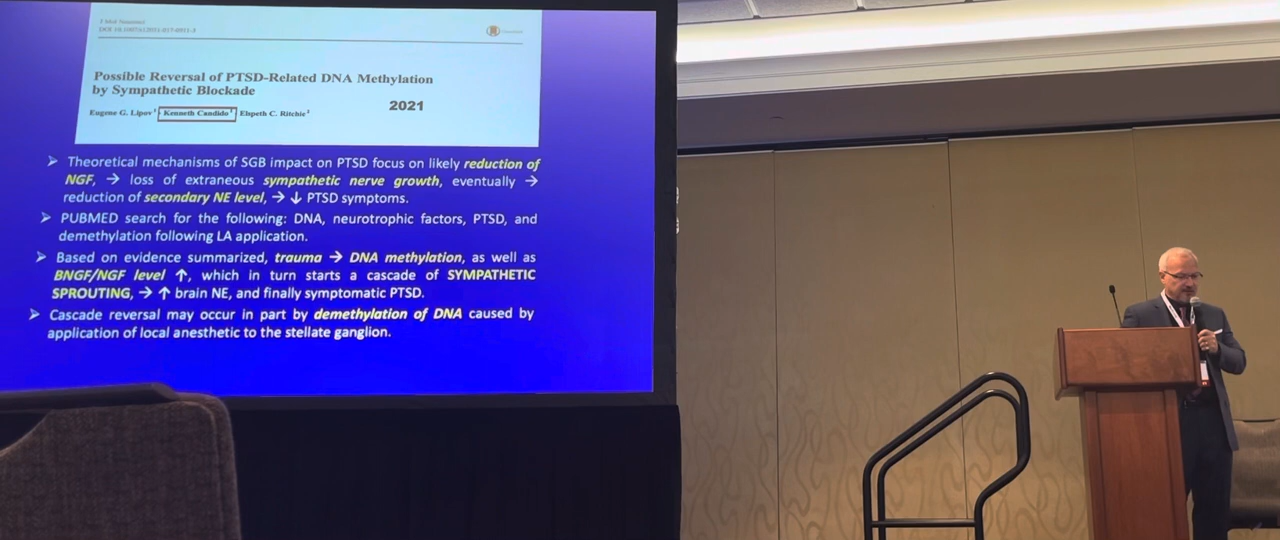 Possible Reversal of PTSD-Related DNA Methylation
by Sympathetic Blockade
2021
Eugene G. Lipov¹ Kenneth Candido¹ Elspeth C. Ritchie²
➢ Theoretical mechanisms of SGB impact on PTSD focus on likely reduction of
NGF, → loss of extraneous sympathetic nerve growth, eventually →
reduction of secondary NE level, → ↓ PTSD symptoms.
➢ PUBMED search for the following: DNA, neurotrophic factors, PTSD, and
demethylation following LA application.
➢ Based on evidence summarized, trauma → DNA methylation, as well as
BNGF/NGF level ↑, which in turn starts a cascade of SYMPATHETIC
SPROUTING, → ↑ brain NE, and finally symptomatic PTSD.
➢ Cascade reversal may occur in part by demethylation of DNA caused by
application of local anesthetic to the stellate ganglion.